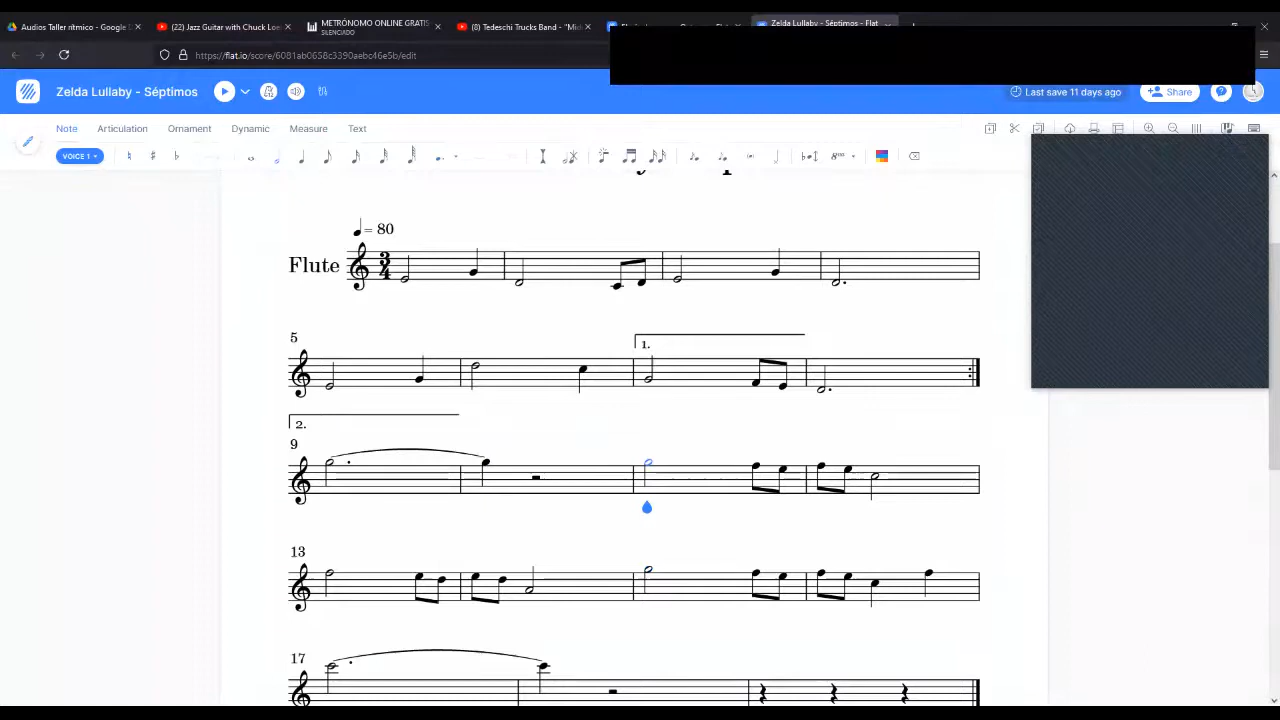 Audios Taller rítmico - Google D
(22) Jazz Guitar with Chuck Loe
METRÓNOMO ONLINE GRATIS
SILENCIADO
(8) Tedeschi Trucks Band - "Mid
Zelda Lullaby - Séptimos - Flat
https://flat.io/score/6081ab0658c3390aebc46e5b/edit
Zelda Lullaby - Séptimos
Last save 11 days ago
Share
Note Articulation Ornament Dynamic Measure Text
VOICE 1
= 80
Flute
3
4
5
1.
2.
9
13
17